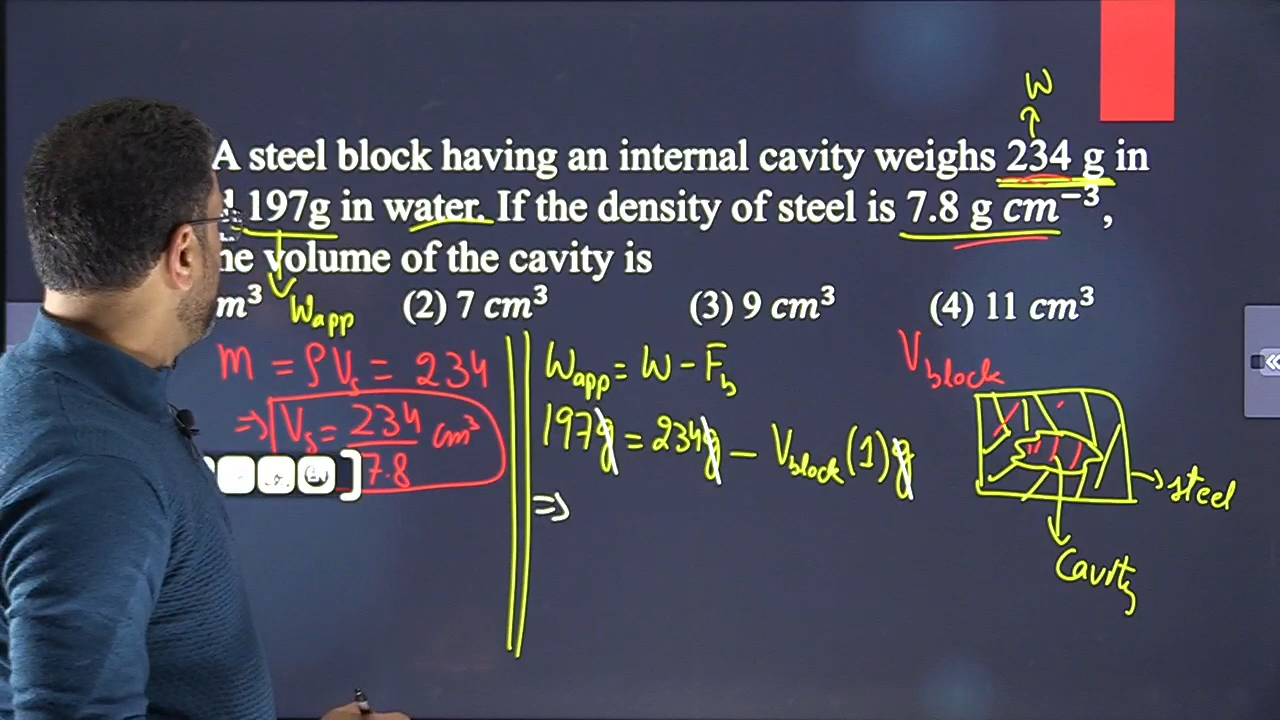 A steel block having an internal cavity weighs 234 g in
197g in water. If the density of steel is 7.8 g cm⁻³,
volume of the cavity is
(2) 7 cm³ (3) 9 cm³ (4) 11 cm³
W
Wapp
m = ρVs = 234
⇒ Vs = 234/7.8 cm³
Wapp = W - Fb
197g = 234g - Vblock(1)g
⇒
Vblock
steel
Cavity